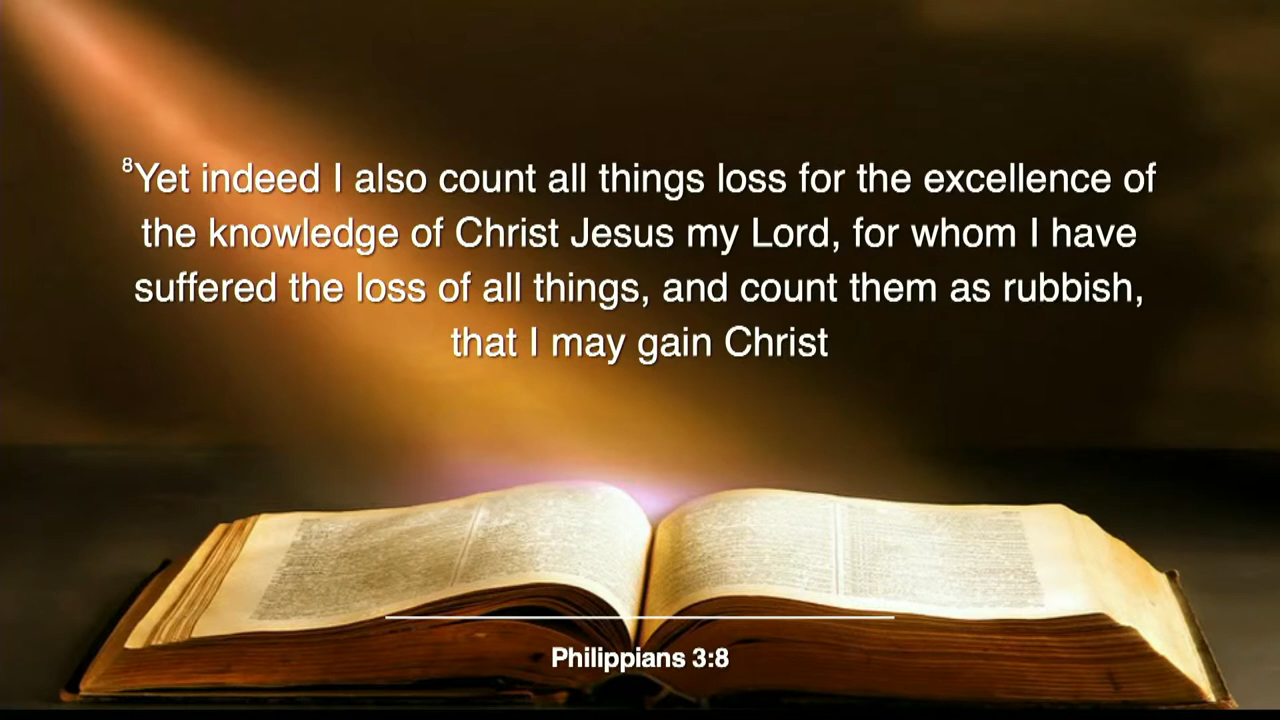 ⁸Yet indeed I also count all things loss for the excellence of
the knowledge of Christ Jesus my Lord, for whom I have
suffered the loss of all things, and count them as rubbish,
that I may gain Christ
Philippians 3:8